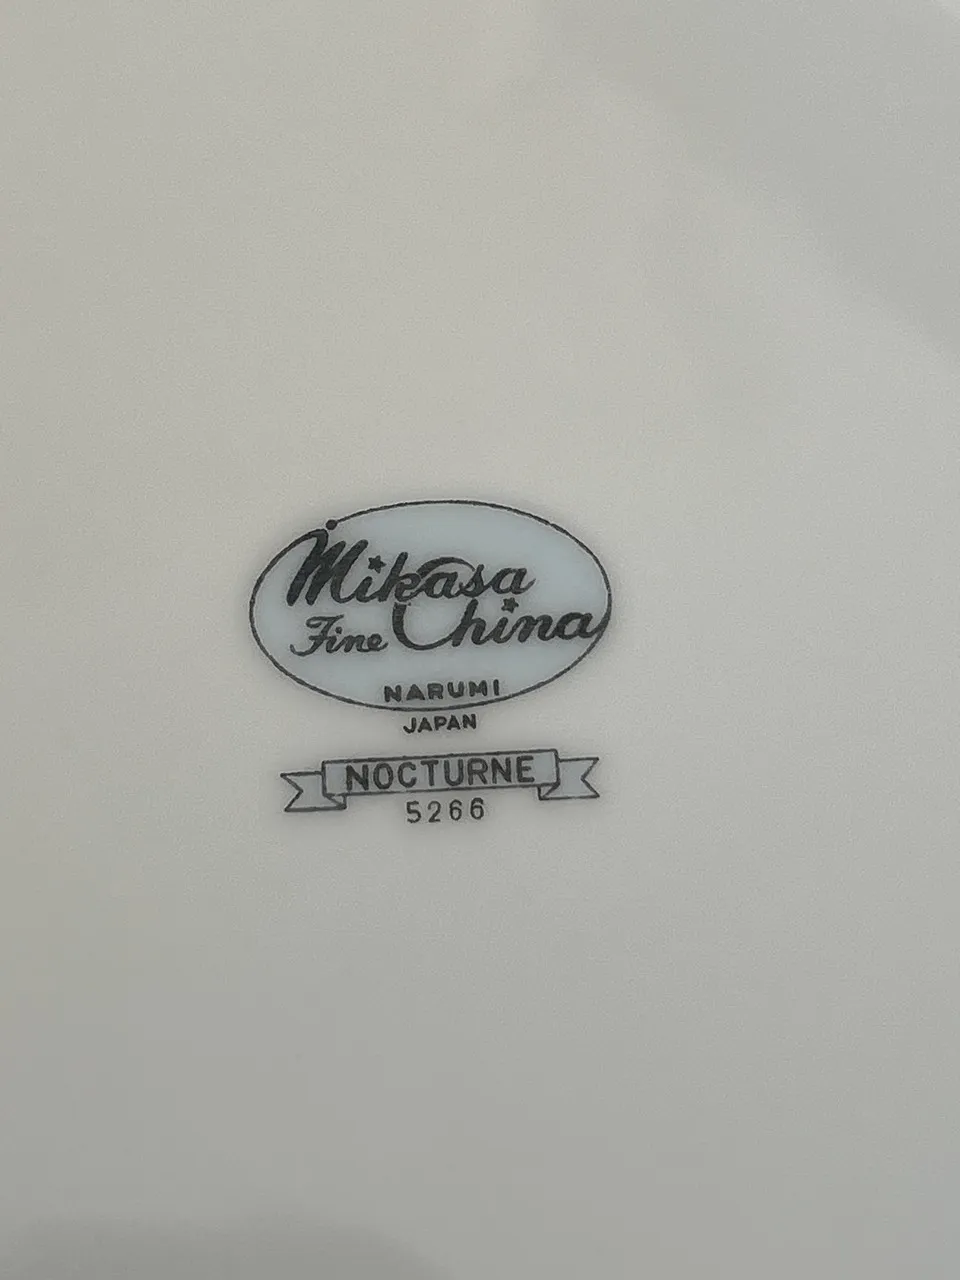 Mikasa
Fine China
NARUMI
JAPAN
NOCTURNE
5266